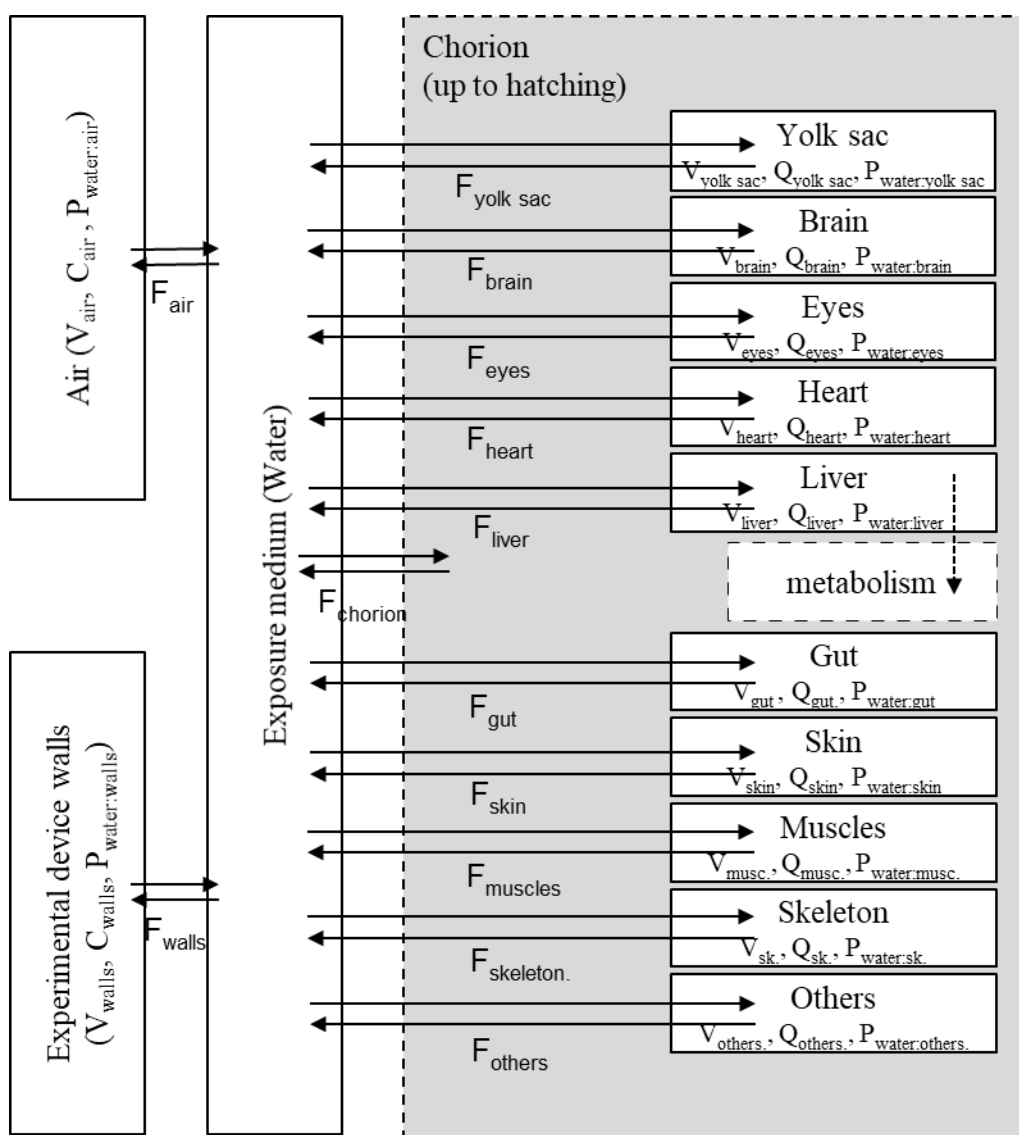 Air (V_air, C_air , P_water:air)
F_air
Experimental device walls
(V_walls, C_walls, P_water:walls)
F_walls
Exposure medium (Water)
Chorion
(up to hatching)
Yolk sac
V_yolk sac, Q_yolk sac, P_water:yolk sac
F_yolk sac
Brain
V_brain, Q_brain, P_water:brain
F_brain
Eyes
V_eyes, Q_eyes, P_water:eyes
F_eyes
Heart
V_heart, Q_heart, P_water:heart
F_heart
Liver
V_liver, Q_liver, P_water:liver
F_liver
metabolism
F_chorion
Gut
V_gut , Q_gut., P_water:gut
F_gut
Skin
V_skin, Q_skin, P_water:skin
F_skin
Muscles
V_musc., Q_musc., P_water:musc.
F_muscles
Skeleton
V_sk., Q_sk., P_water:sk.
F_skeleton.
Others
V_others., Q_others., P_water:others.
F_others